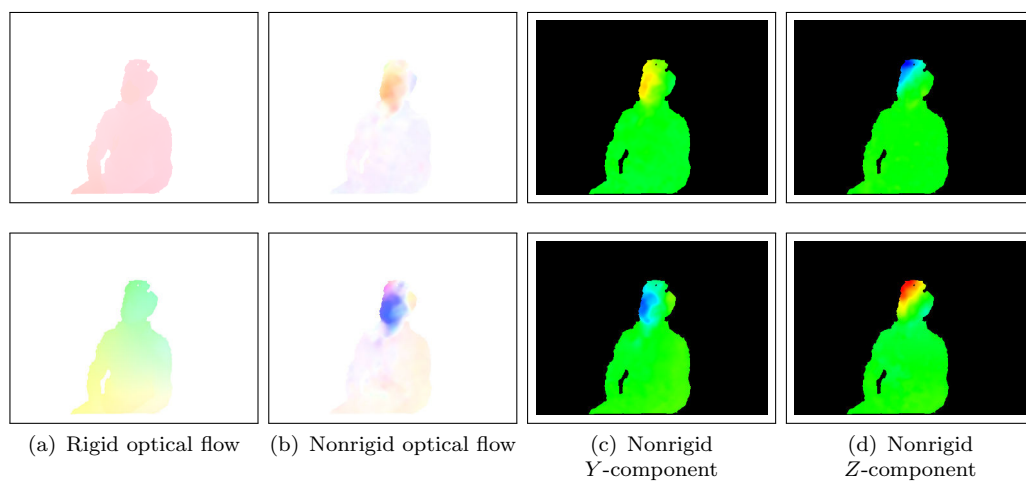 (a) Rigid optical flow
(b) Nonrigid optical flow
(c) Nonrigid
Y-component
(d) Nonrigid
Z-component